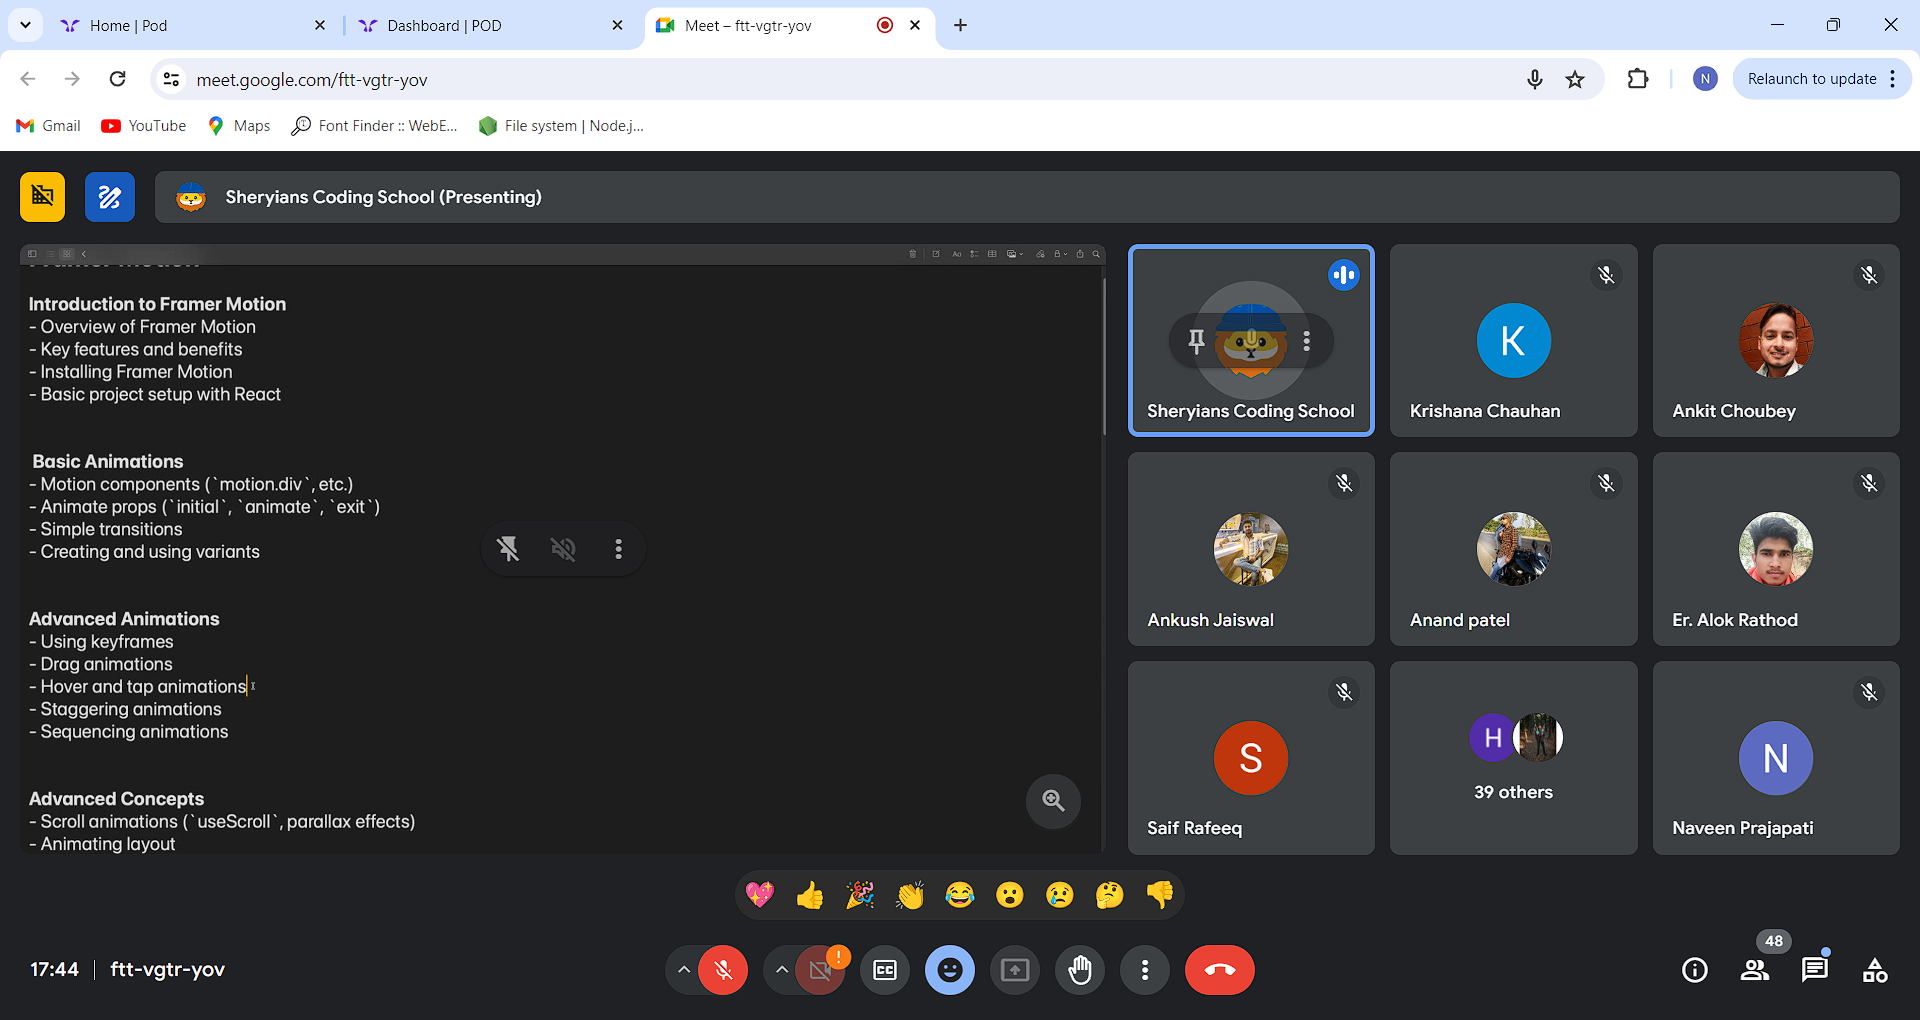 Home | Pod
Dashboard | POD
Meet – ftt-vgtr-yov
meet.google.com/ftt-vgtr-yov
N
Relaunch to update
Gmail
YouTube
Maps
Font Finder :: WebE...
File system | Node.j...
Sheryians Coding School (Presenting)
Framer Motion
Introduction to Framer Motion
- Overview of Framer Motion
- Key features and benefits
- Installing Framer Motion
- Basic project setup with React
Basic Animations
- Motion components (`motion.div`, etc.)
- Animate props (`initial`, `animate`, `exit`)
- Simple transitions
- Creating and using variants
Advanced Animations
- Using keyframes
- Drag animations
- Hover and tap animations
- Staggering animations
- Sequencing animations
Advanced Concepts
- Scroll animations (`useScroll`, parallax effects)
- Animating layout
Sheryians Coding School
K
Krishana Chauhan
Ankit Choubey
Ankush Jaiswal
Anand patel
Er. Alok Rathod
S
Saif Rafeeq
H
39 others
N
Naveen Prajapati
17:44
ftt-vgtr-yov
CC
48